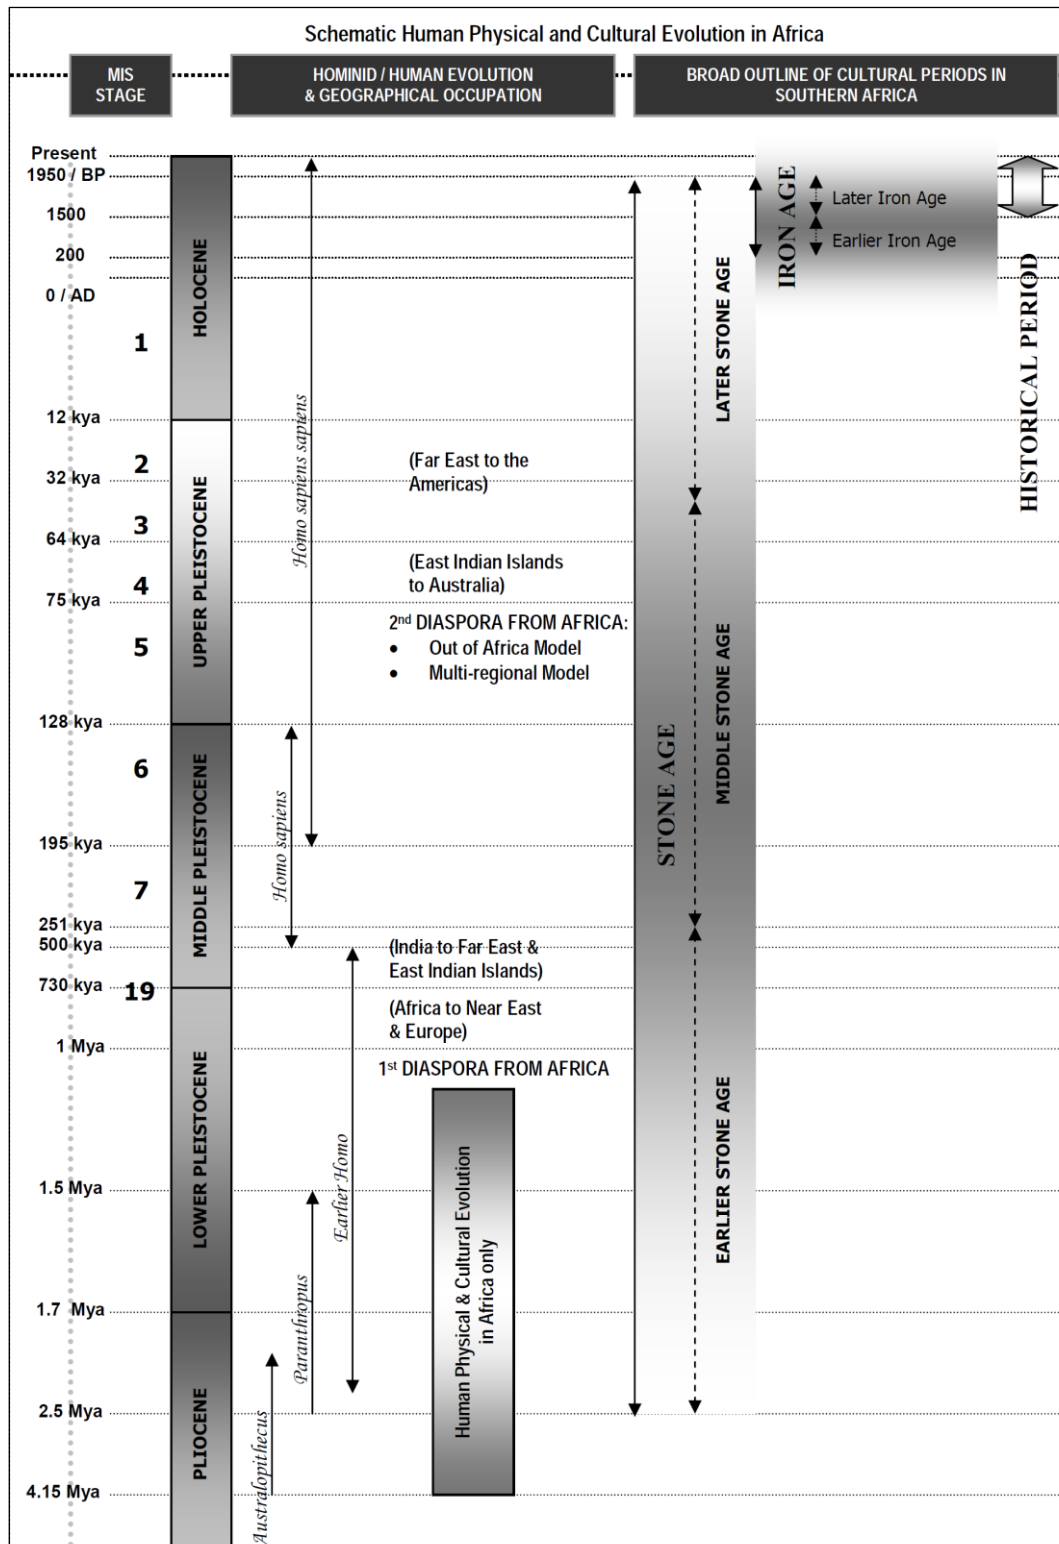 Schematic Human Physical and Cultural Evolution in Africa
MIS
STAGE
HOMINID / HUMAN EVOLUTION
& GEOGRAPHICAL OCCUPATION
BROAD OUTLINE OF CULTURAL PERIODS IN
SOUTHERN AFRICA
Present
1950 / BP
1500
200
0 / AD
12 kya
32 kya
64 kya
75 kya
128 kya
195 kya
251 kya
500 kya
730 kya
1 Mya
1.5 Mya
1.7 Mya
2.5 Mya
4.15 Mya
1
2
3
4
5
6
7
19
HOLOCENE
UPPER PLEISTOCENE
MIDDLE PLEISTOCENE
LOWER PLEISTOCENE
PLIOCENE
Homo sapiens sapiens
Homo sapiens
Earlier Homo
Paranthropus
Australopithecus
(Far East to the
Americas)
(East Indian Islands
to Australia)
2nd DIASPORA FROM AFRICA:
• Out of Africa Model
• Multi-regional Model
(India to Far East &
East Indian Islands)
(Africa to Near East
& Europe)
1st DIASPORA FROM AFRICA
Human Physical & Cultural Evolution
in Africa only
STONE AGE
LATER STONE AGE
MIDDLE STONE AGE
EARLIER STONE AGE
IRON AGE
Later Iron Age
Earlier Iron Age
HISTORICAL PERIOD